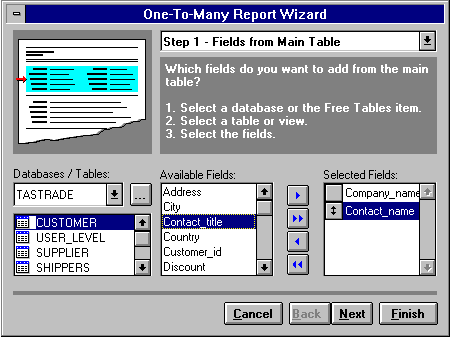 One-To-Many Report Wizard
Step 1 - Fields from Main Table
Which fields do you want to add from the main
table?
1. Select a database or the Free Tables item.
2. Select a table or view.
3. Select the fields.
Databases / Tables:
TASTRADE
...
CUSTOMER
USER_LEVEL
SUPPLIER
SHIPPERS
Available Fields:
Address
City
Contact_title
Country
Customer_id
Discount
Selected Fields:
Company_name
Contact_name
Cancel
Back
Next
Finish